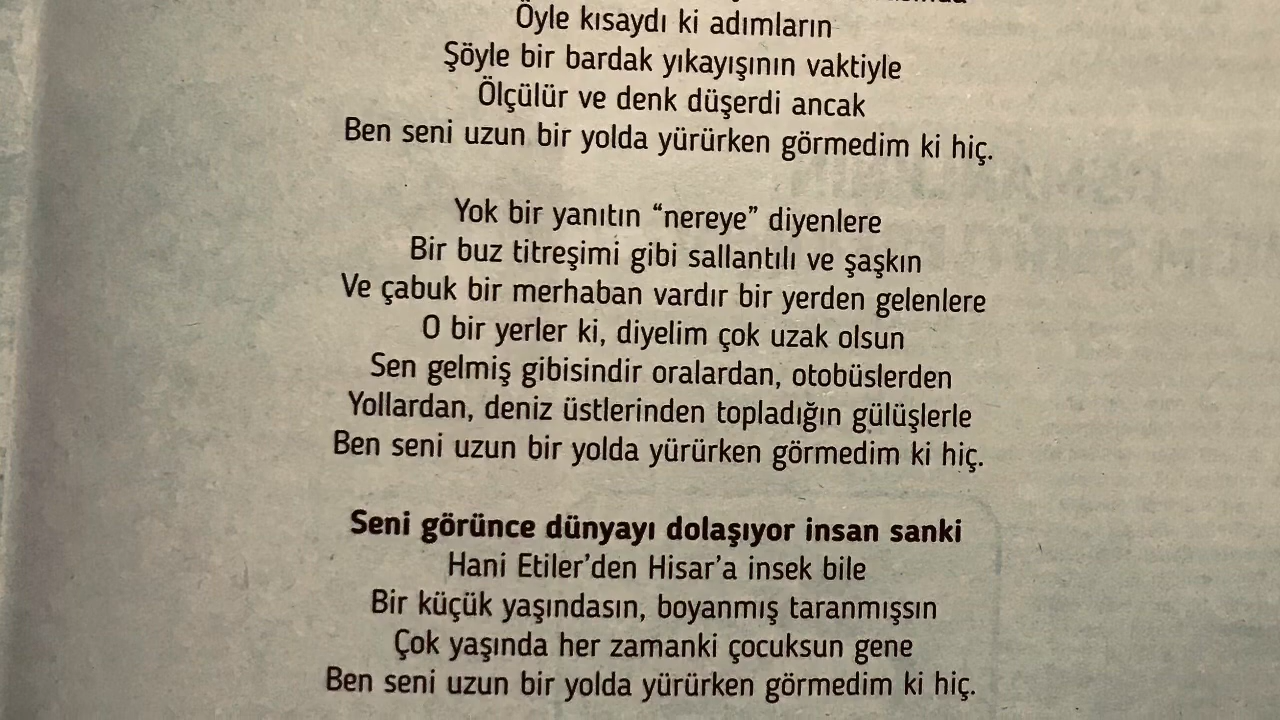 Öyle kısaydı ki adımların
Şöyle bir bardak yıkayışının vaktiyle
Ölçülür ve denk düşerdi ancak
Ben seni uzun bir yolda yürürken görmedim ki hiç.
Yok bir yanıtın “nereye” diyenlere
Bir buz titreşimi gibi sallantılı ve şaşkın
Ve çabuk bir merhaban vardır bir yerden gelenlere
O bir yerler ki, diyelim çok uzak olsun
Sen gelmiş gibisindir oralardan, otobüslerden
Yollardan, deniz üstlerinden topladığın gülüşlerle
Ben seni uzun bir yolda yürürken görmedim ki hiç.
Seni görünce dünyayı dolaşıyor insan sanki
Hani Etiler’den Hisar’a insek bile
Bir küçük yaşındasın, boyanmış taranmışsın
Çok yaşında her zamanki çocuksun gene
Ben seni uzun bir yolda yürürken görmedim ki hiç.